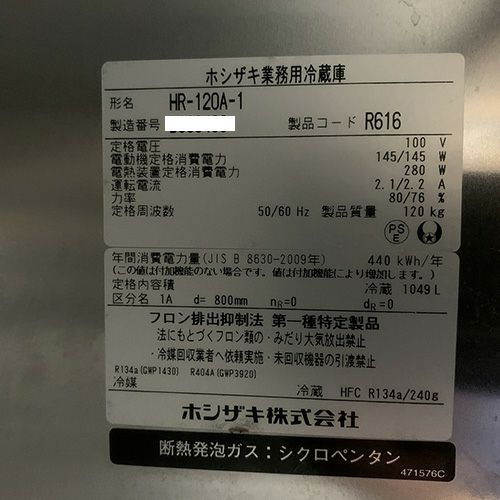 ホシザキ業務用冷蔵庫
形名 HR-120A-1
製造番号 製品コード R616
定格電圧 100 V
電動機定格消費電力 145/145 W
電熱装置定格消費電力 280 W
運転電流 2.1/2.2 A
力率 80/76 %
定格周波数 50/60 Hz 製品質量 120 kg
PS E
年間消費電力量(JIS B 8630-2009年) 440 kWh/年
(この値は付加機能のない場合です。値は付加機能により増加します。)
定格内容積 冷蔵 1049 L
区分名 1A d= 800mm nR=0 dR=0
フロン排出抑制法 第一種特定製品
・法にもとづくフロン類の・みだり大気放出禁止
・冷媒回収業者へ依頼実施・未回収機器の引渡禁止
R134a(GWP1430) R404A(GWP3920)
冷媒 冷蔵 HFC R134a/240g
ホシザキ株式会社
断熱発泡ガス：シクロペンタン
471576C